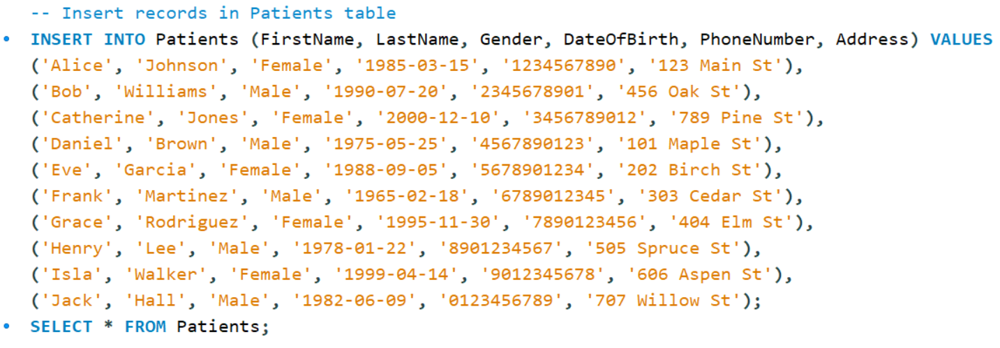 -- Insert records in Patients table
INSERT INTO Patients (FirstName, LastName, Gender, DateOfBirth, PhoneNumber, Address) VALUES
('Alice', 'Johnson', 'Female', '1985-03-15', '1234567890', '123 Main St'),
('Bob', 'Williams', 'Male', '1990-07-20', '2345678901', '456 Oak St'),
('Catherine', 'Jones', 'Female', '2000-12-10', '3456789012', '789 Pine St'),
('Daniel', 'Brown', 'Male', '1975-05-25', '4567890123', '101 Maple St'),
('Eve', 'Garcia', 'Female', '1988-09-05', '5678901234', '202 Birch St'),
('Frank', 'Martinez', 'Male', '1965-02-18', '6789012345', '303 Cedar St'),
('Grace', 'Rodriguez', 'Female', '1995-11-30', '7890123456', '404 Elm St'),
('Henry', 'Lee', 'Male', '1978-01-22', '8901234567', '505 Spruce St'),
('Isla', 'Walker', 'Female', '1999-04-14', '9012345678', '606 Aspen St'),
('Jack', 'Hall', 'Male', '1982-06-09', '0123456789', '707 Willow St');
SELECT * FROM Patients;